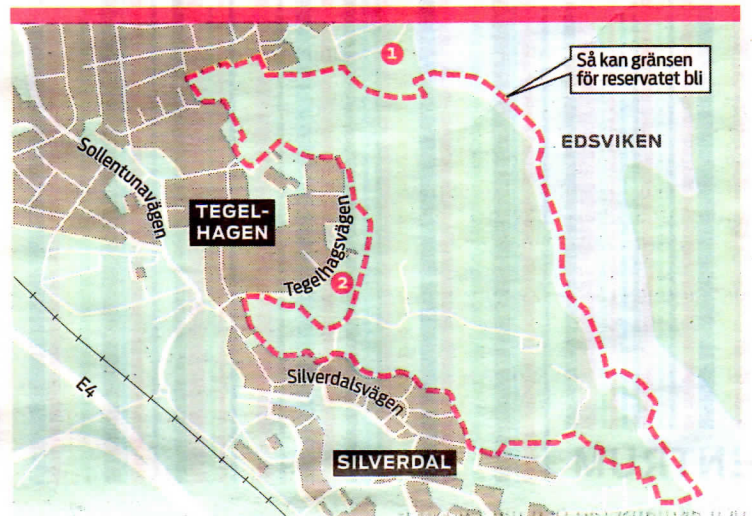 1
Så kan gränsen
för reservatet bli
EDSVIKEN
Sollentunavägen
TEGEL-
HAGEN
Tegelhagsvägen
2
E4
Silverdalsvägen
SILVERDAL